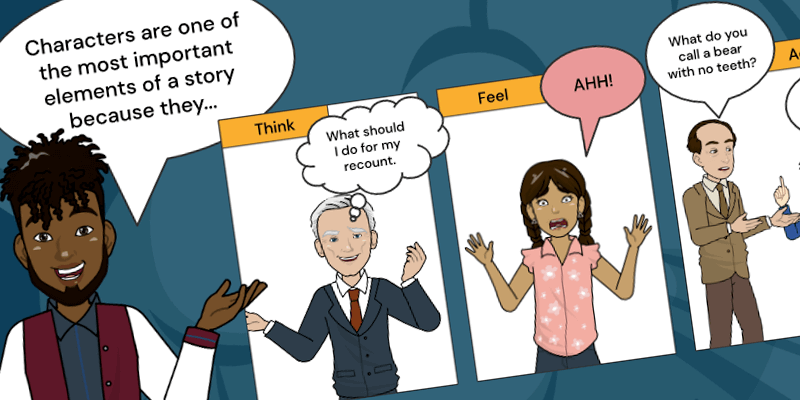 Characters are one of
the most important
elements of a story
because they...
Think
What should
I do for my
recount.
Feel
AHH!
What do you
call a bear
with no teeth?